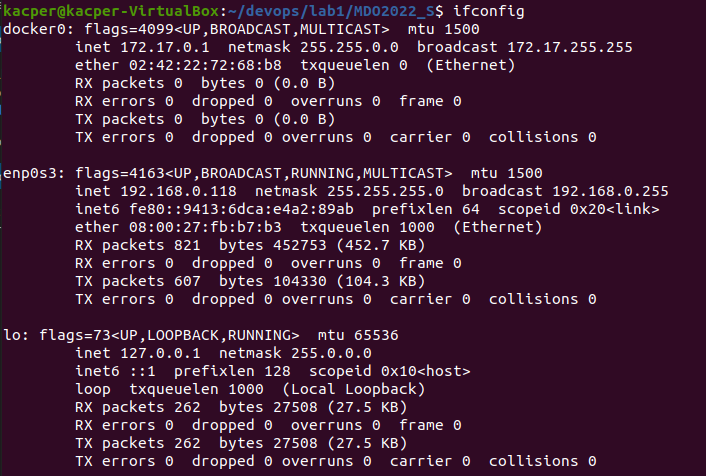 kacper@kacper-VirtualBox:~/devops/lab1/MDO2022_S$ ifconfig
docker0: flags=4099<UP,BROADCAST,MULTICAST>  mtu 1500
        inet 172.17.0.1  netmask 255.255.0.0  broadcast 172.17.255.255
        ether 02:42:22:72:68:b8  txqueuelen 0  (Ethernet)
        RX packets 0  bytes 0 (0.0 B)
        RX errors 0  dropped 0  overruns 0  frame 0
        TX packets 0  bytes 0 (0.0 B)
        TX errors 0  dropped 0 overruns 0  carrier 0  collisions 0

enp0s3: flags=4163<UP,BROADCAST,RUNNING,MULTICAST>  mtu 1500
        inet 192.168.0.118  netmask 255.255.255.0  broadcast 192.168.0.255
        inet6 fe80::9413:6dca:e4a2:89ab  prefixlen 64  scopeid 0x20<link>
        ether 08:00:27:fb:b7:b3  txqueuelen 1000  (Ethernet)
        RX packets 821  bytes 452753 (452.7 KB)
        RX errors 0  dropped 0  overruns 0  frame 0
        TX packets 607  bytes 104330 (104.3 KB)
        TX errors 0  dropped 0 overruns 0  carrier 0  collisions 0

lo: flags=73<UP,LOOPBACK,RUNNING>  mtu 65536
        inet 127.0.0.1  netmask 255.0.0.0
        inet6 ::1  prefixlen 128  scopeid 0x10<host>
        loop  txqueuelen 1000  (Local Loopback)
        RX packets 262  bytes 27508 (27.5 KB)
        RX errors 0  dropped 0  overruns 0  frame 0
        TX packets 262  bytes 27508 (27.5 KB)
        TX errors 0  dropped 0 overruns 0  carrier 0  collisions 0